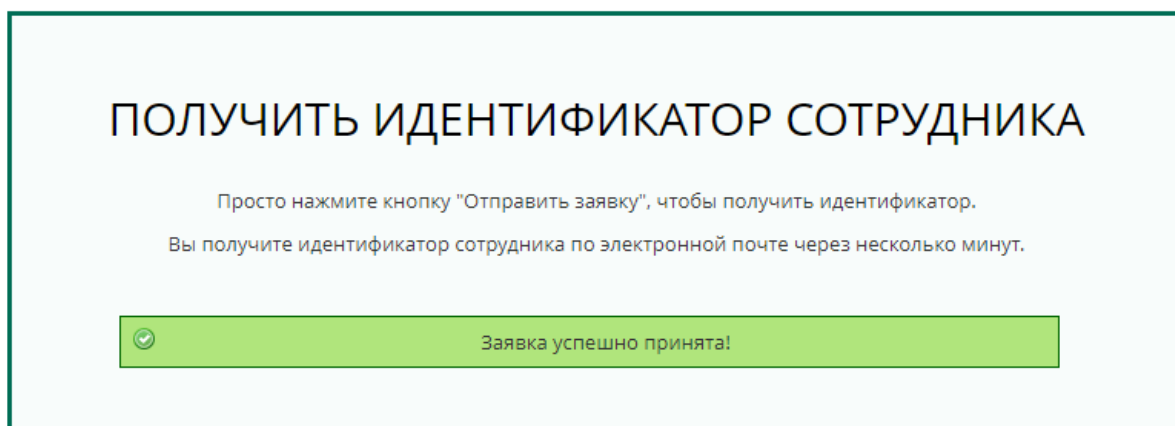 ПОЛУЧИТЬ ИДЕНТИФИКАТОР СОТРУДНИКА
Просто нажмите кнопку "Отправить заявку", чтобы получить идентификатор.
Вы получите идентификатор сотрудника по электронной почте через несколько минут.
Заявка успешно принята!